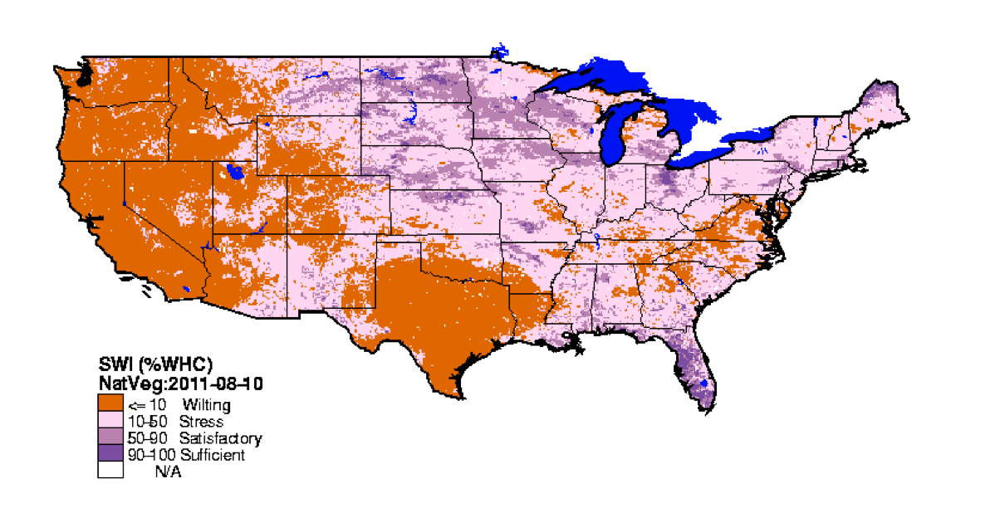 SWI (%WHC)
NatVeg:2011-08-10
<= 10 Wilting
10-50 Stress
50-90 Satisfactory
90-100 Sufficient
N/A